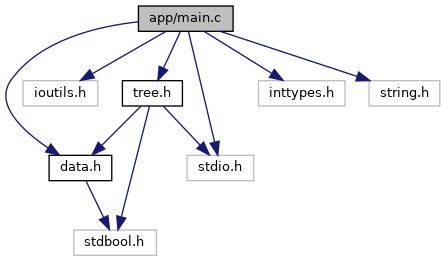 app/main.c
ioutils.h
tree.h
inttypes.h
string.h
data.h
stdio.h
stdbool.h